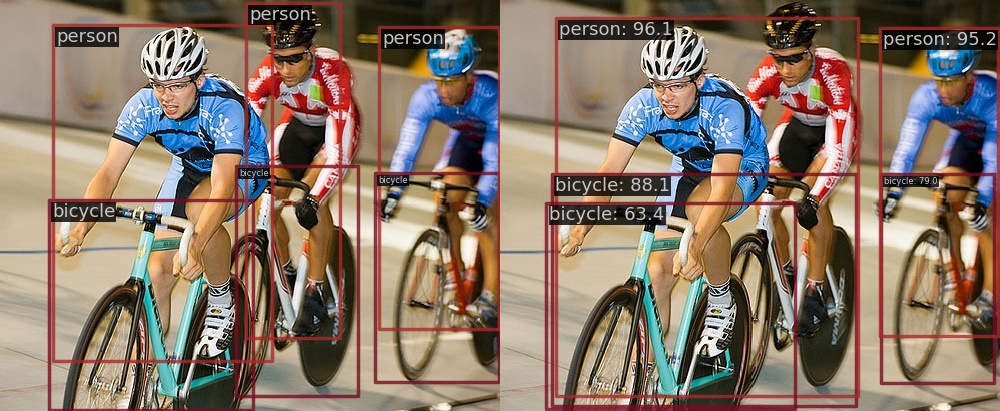 person
person
person
bicycle
bicycle
bicycle
person: 96.1
person: 95.2
bicycle: 88.1
bicycle: 79.0
bicycle: 63.4